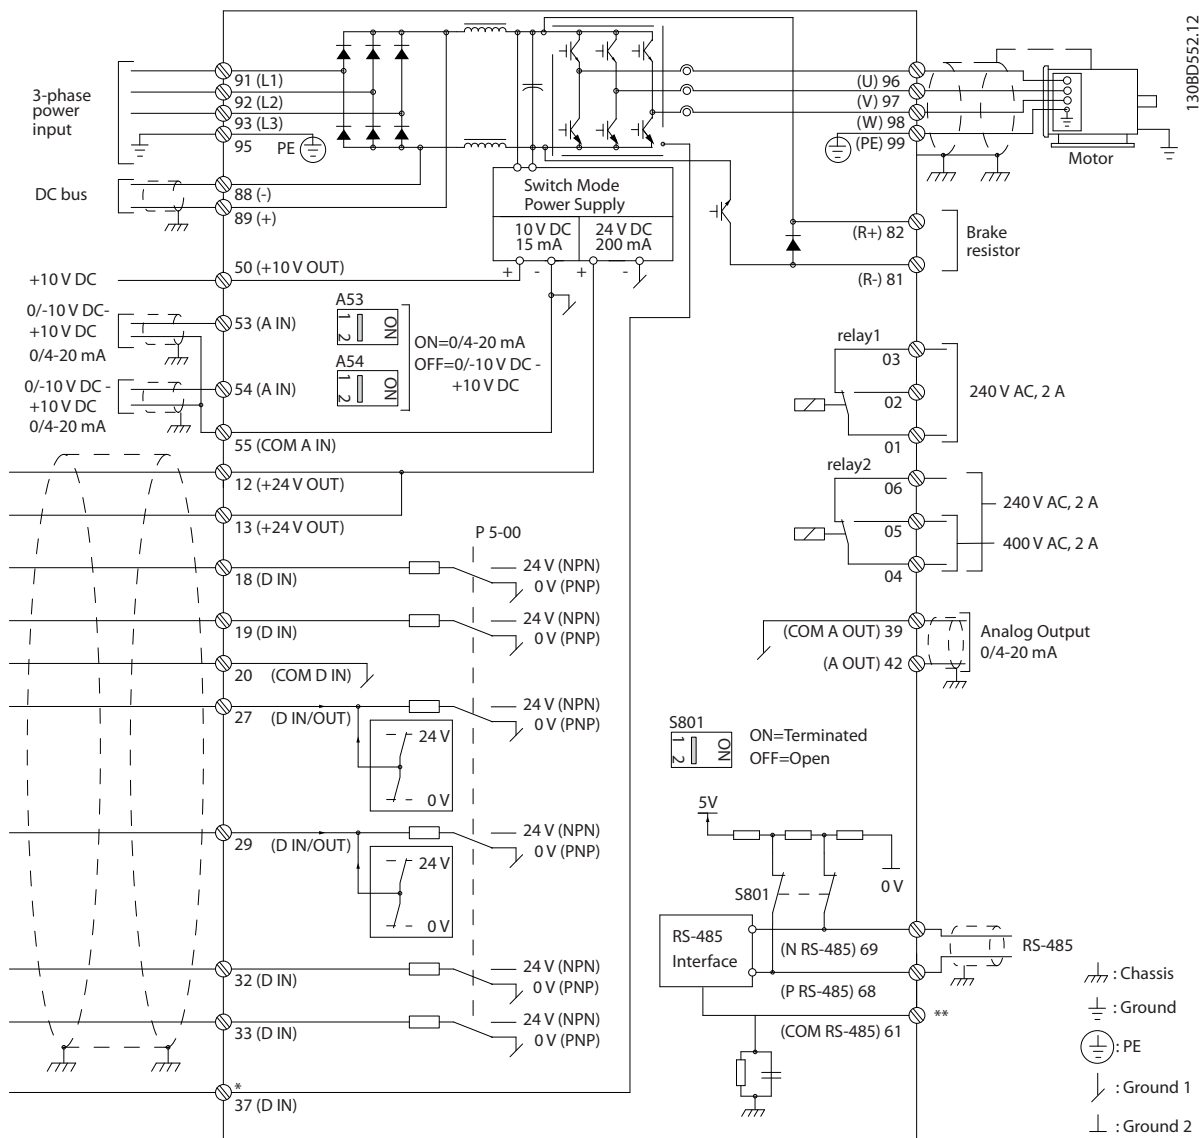 130BD552.12
3-phase
power
input
91 (L1)
92 (L2)
93 (L3)
95
PE
DC bus
88 (-)
89 (+)
Switch Mode
Power Supply
10 V DC
15 mA
24 V DC
200 mA
+
-
+
-
(U) 96
(V) 97
(W) 98
(PE) 99
Motor
(R+) 82
(R-) 81
Brake
resistor
+10 V DC
50 (+10 V OUT)
0/-10 V DC-
+10 V DC
0/4-20 mA
53 (A IN)
0/-10 V DC -
+10 V DC
0/4-20 mA
54 (A IN)
55 (COM A IN)
A53
1
2
ON
A54
1
2
ON
ON=0/4-20 mA
OFF=0/-10 V DC -
+10 V DC
relay1
03
02
01
240 V AC, 2 A
relay2
06
05
04
240 V AC, 2 A
400 V AC, 2 A
12 (+24 V OUT)
13 (+24 V OUT)
P 5-00
18 (D IN)
24 V (NPN)
0 V (PNP)
19 (D IN)
24 V (NPN)
0 V (PNP)
20 (COM D IN)
27 (D IN/OUT)
24 V (NPN)
0 V (PNP)
24 V
0 V
29 (D IN/OUT)
24 V (NPN)
0 V (PNP)
24 V
0 V
32 (D IN)
24 V (NPN)
0 V (PNP)
33 (D IN)
24 V (NPN)
0 V (PNP)
*
37 (D IN)
(COM A OUT) 39
(A OUT) 42
Analog Output
0/4-20 mA
S801
1
2
ON
ON=Terminated
OFF=Open
5V
0 V
S801
RS-485
Interface
(N RS-485) 69
(P RS-485) 68
(COM RS-485) 61
RS-485
**
: Chassis
: Ground
: PE
: Ground 1
: Ground 2